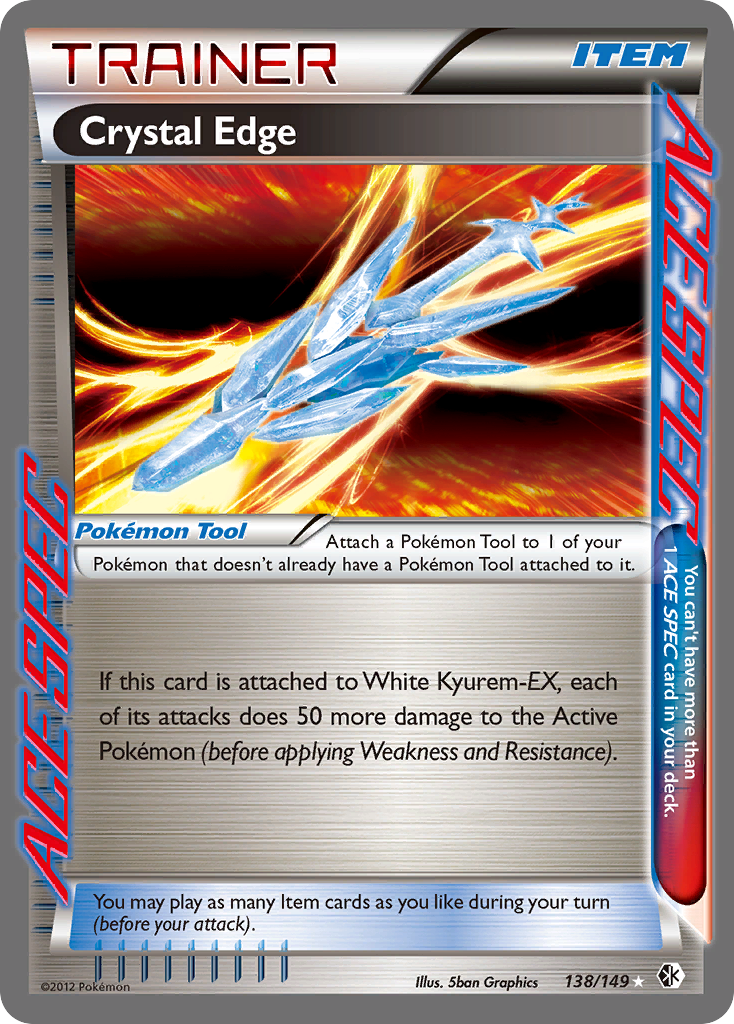 TRAINER
ITEM
Crystal Edge
ACE SPEC
Pokémon Tool
Attach a Pokémon Tool to 1 of your
Pokémon that doesn't already have a Pokémon Tool attached to it.
You can't have more than
1 ACE SPEC card in your deck.
ACE SPEC
If this card is attached to White Kyurem-EX, each
of its attacks does 50 more damage to the Active
Pokémon (before applying Weakness and Resistance).
You may play as many Item cards as you like during your turn
(before your attack).
©2012 Pokémon
Illus. 5ban Graphics
138/149